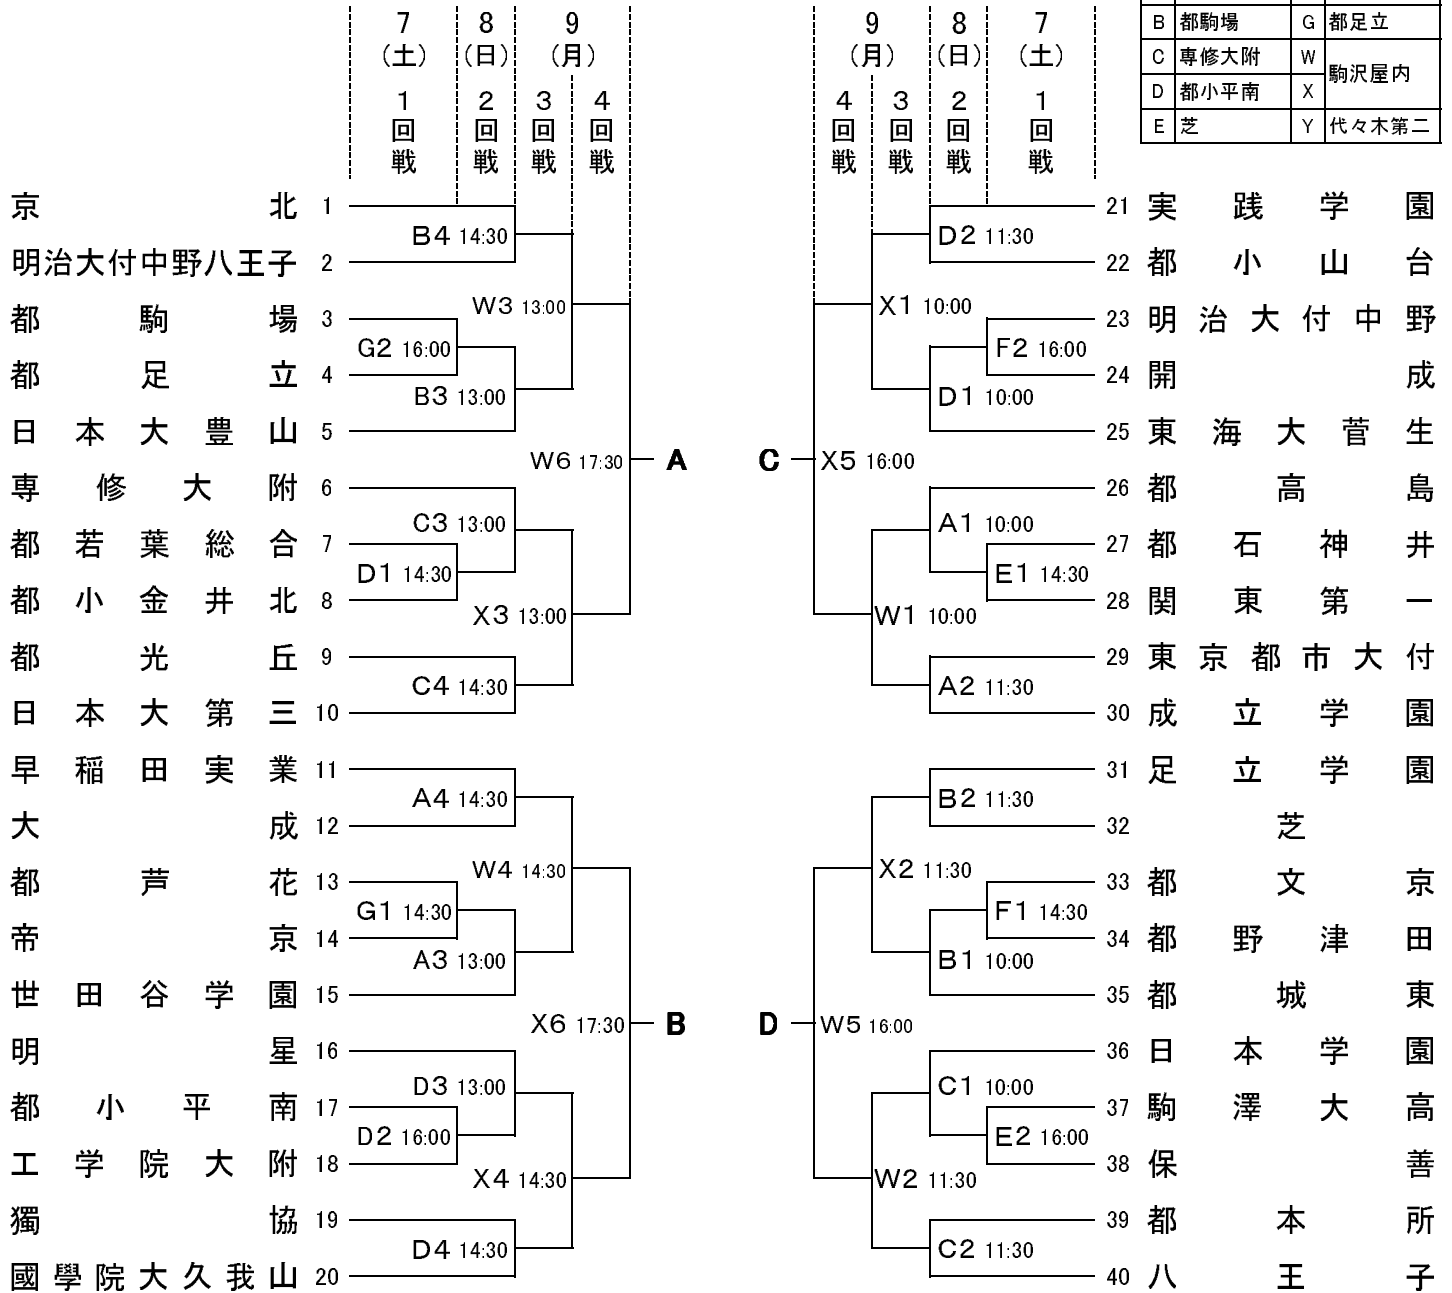 7 8 9 9 8 7
(土) (日) (月) (月) (日) (土)
1回戦 2回戦 3回戦 4回戦 4回戦 3回戦 2回戦 1回戦
B 都駒場 G 都足立
C 専修大附 W 駒沢屋内
D 都小平南 X
E 芝 Y 代々木第二
京北 1
B4 14:30
明治大付中野八王子 2
W3 13:00
都駒場 3
G2 16:00
都足立 4
B3 13:00
日本大豊山 5
W6 17:30 A
専修大附 6
C3 13:00
都若葉総合 7
D1 14:30
都小金井北 8
X3 13:00
都光丘 9
C4 14:30
日本大第三 10
早稲田実業 11
A4 14:30
大成 12
W4 14:30
都芦花 13
G1 14:30
帝京 14
A3 13:00
世田谷学園 15
X6 17:30 B
明星 16
D3 13:00
都小平南 17
D2 16:00
工学院大附 18
X4 14:30
獨協 19
D4 14:30
國學院大久我山 20
21 実践学園
D2 11:30
22 都小山台
X1 10:00
23 明治大付中野
F2 16:00
24 開成
D1 10:00
25 東海大菅生
C X5 16:00
26 都高島
A1 10:00
27 都石神井
E1 14:30
28 関東第一
W1 10:00
29 東京都市大付
A2 11:30
30 成立学園
31 足立学園
B2 11:30
32 芝
X2 11:30
33 都文京
F1 14:30
34 都野津田
B1 10:00
35 都城東
D W5 16:00
36 日本学園
C1 10:00
37 駒澤大高
E2 16:00
38 保善
W2 11:30
39 都本所
C2 11:30
40 八王子